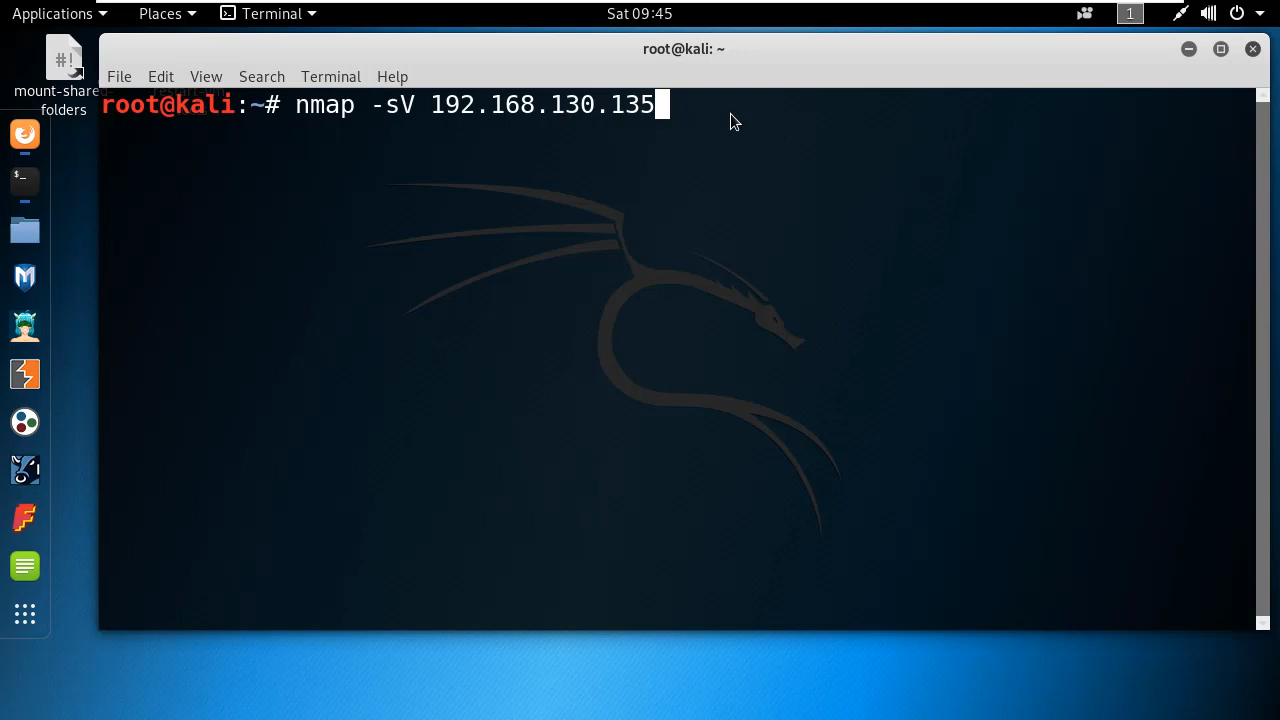 Applications Places Terminal Sat 09:45 1
root@kali: ~
#!
File Edit View Search Terminal Help
mount-shared-
folders
root@kali:~# nmap -sV 192.168.130.135
$_